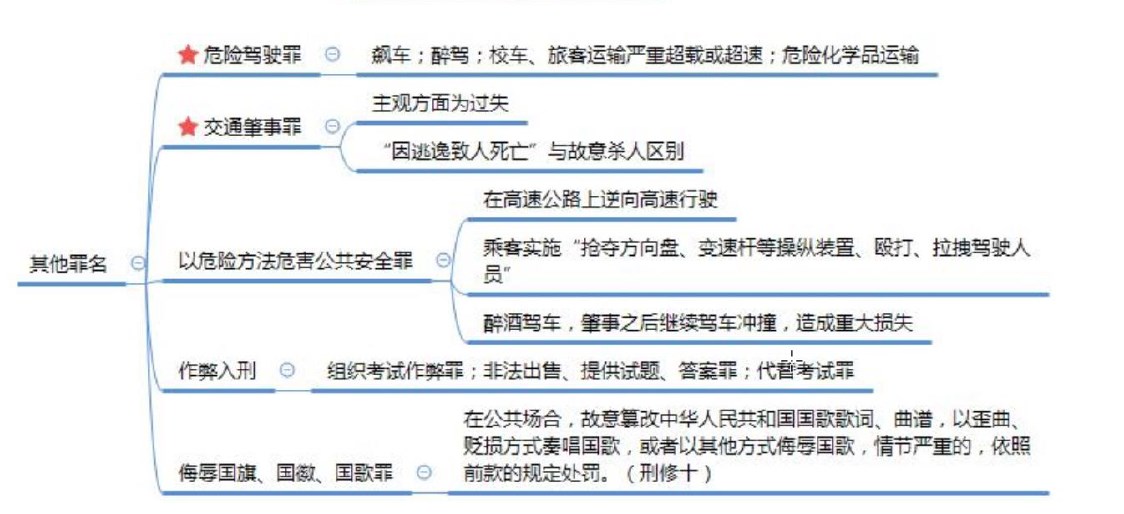 危险驾驶罪
飙车；醉驾；校车、旅客运输严重超载或超速；危险化学品运输
交通肇事罪
主观方面为过失
“因逃逸致人死亡”与故意杀人区别
其他罪名
以危险方法危害公共安全罪
在高速公路上逆向高速行驶
乘客实施“抢夺方向盘、变速杆等操纵装置、殴打、拉拽驾驶人
员”
醉酒驾车，肇事之后继续驾车冲撞，造成重大损失
作弊入刑
组织考试作弊罪；非法出售、提供试题、答案罪；代替考试罪
侮辱国旗、国徽、国歌罪
在公共场合，故意篡改中华人民共和国国歌歌词、曲谱，以歪曲、
贬损方式奏唱国歌，或者以其他方式侮辱国歌，情节严重的，依照
前款的规定处罚。（刑修十）